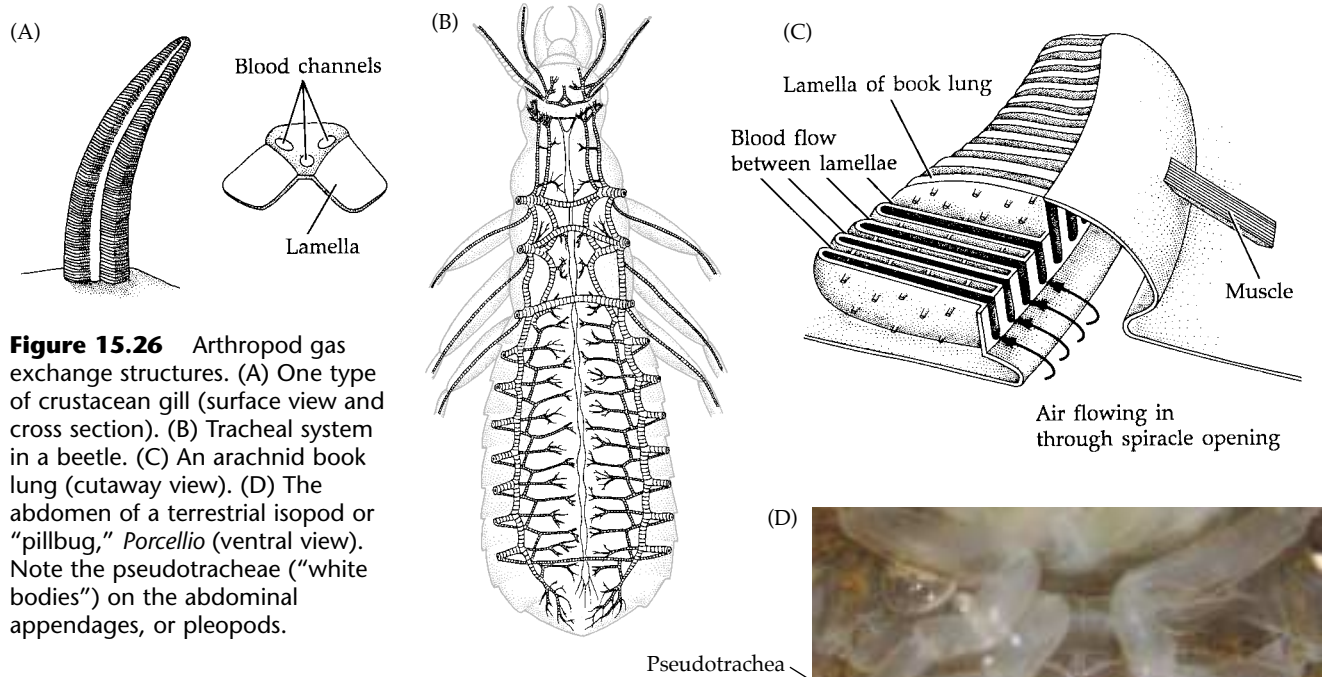 (A)
Blood channels
Lamella
(B)
(C)
Lamella of book lung
Blood flow
between lamellae
Muscle
Air flowing in
through spiracle opening
Figure 15.26 Arthropod gas
exchange structures. (A) One type
of crustacean gill (surface view and
cross section). (B) Tracheal system
in a beetle. (C) An arachnid book
lung (cutaway view). (D) The
abdomen of a terrestrial isopod or
“pillbug,” Porcellio (ventral view).
Note the pseudotracheae (“white
bodies”) on the abdominal
appendages, or pleopods.
(D)
Pseudotrachea